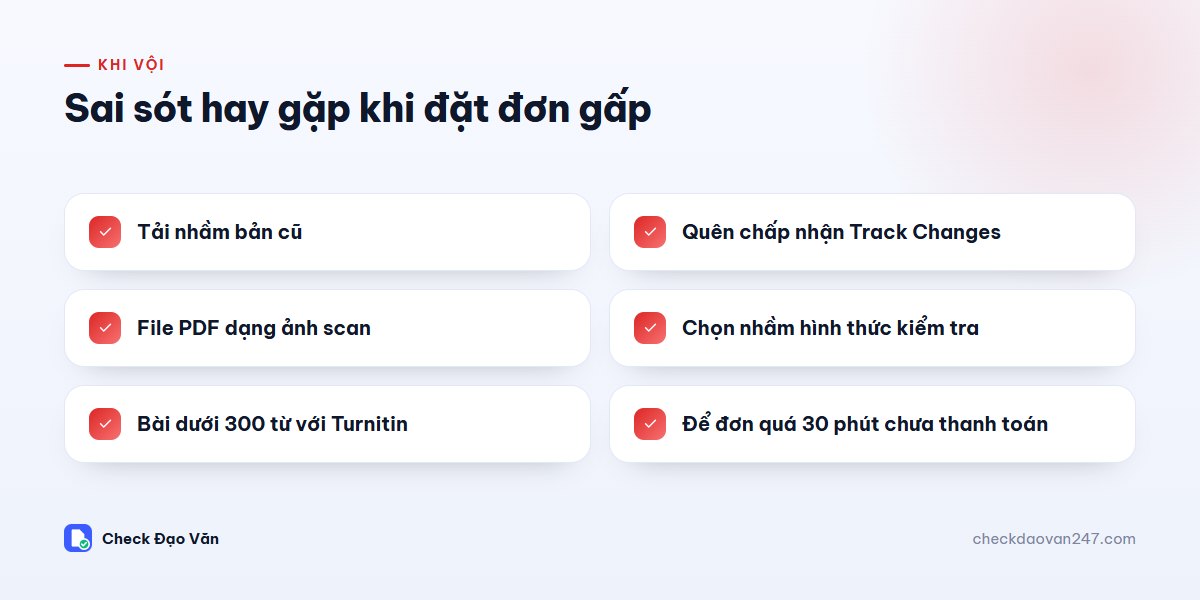 KHI VỘI
Sai sót hay gặp khi đặt đơn gấp
Tải nhầm bản cũ
Quên chấp nhận Track Changes
File PDF dạng ảnh scan
Chọn nhầm hình thức kiểm tra
Bài dưới 300 từ với Turnitin
Để đơn quá 30 phút chưa thanh toán
Check Đạo Văn
checkdaovan247.com